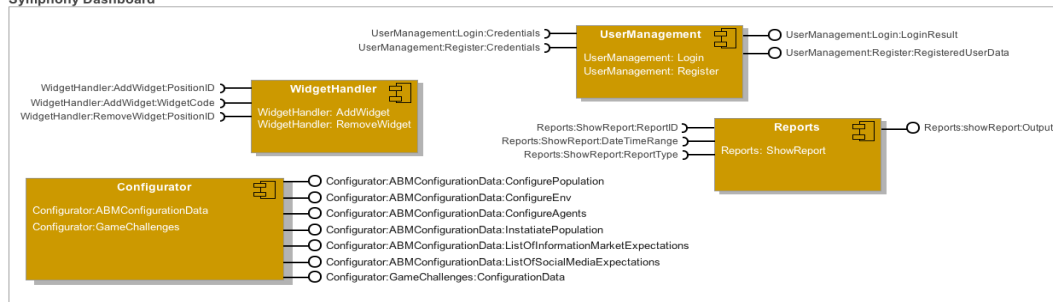 Symphony Dashboard
UserManagement:Login:Credentials
UserManagement:Register:Credentials
UserManagement
UserManagement: Login
UserManagement: Register
UserManagement:Login:LoginResult
UserManagement:Register:RegisteredUserData
WidgetHandler:AddWidget:PositionID
WidgetHandler:AddWidget:WidgetCode
WidgetHandler:RemoveWidget:PositionID
WidgetHandler
WidgetHandler: AddWidget
WidgetHandler: RemoveWidget
Reports:ShowReport:ReportID
Reports:ShowReport:DateTimeRange
Reports:ShowReport:ReportType
Reports
Reports: ShowReport
Reports:showReport:Output
Configurator
Configurator:ABMConfigurationData
Configurator:GameChallenges
Configurator:ABMConfigurationData:ConfigurePopulation
Configurator:ABMConfigurationData:ConfigureEnv
Configurator:ABMConfigurationData:ConfigureAgents
Configurator:ABMConfigurationData:InstatiatePopulation
Configurator:ABMConfigurationData:ListOfInformationMarketExpectations
Configurator:ABMConfigurationData:ListOfSocialMediaExpectations
Configurator:GameChallenges:ConfigurationData